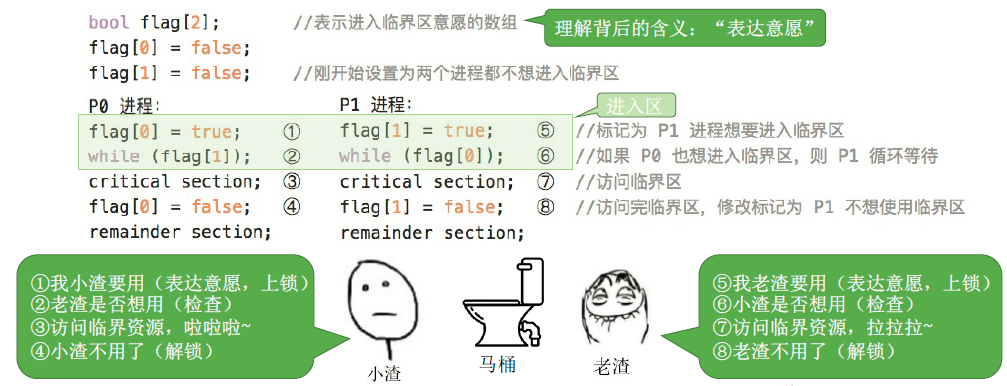 bool flag[2]; //表示进入临界区意愿的数组
理解背后的含义：“表达意愿”
flag[0] = false;
flag[1] = false; //刚开始设置为两个进程都不想进入临界区
P0 进程： P1 进程：
进入区
flag[0] = true; ① flag[1] = true; ⑤ //标记为 P1 进程想要进入临界区
while (flag[1]); ② while (flag[0]); ⑥ //如果 P0 也想进入临界区，则 P1 循环等待
critical section; ③ critical section; ⑦ //访问临界区
flag[0] = false; ④ flag[1] = false; ⑧ //访问完临界区，修改标记为 P1 不想使用临界区
remainder section; remainder section;
①我小渣要用（表达意愿，上锁）
②老渣是否想用（检查）
③访问临界资源，啦啦啦~
④小渣不用了（解锁）
小渣
马桶
老渣
⑤我老渣要用（表达意愿，上锁）
⑥小渣是否想用（检查）
⑦访问临界资源，拉拉拉~
⑧老渣不用了（解锁）